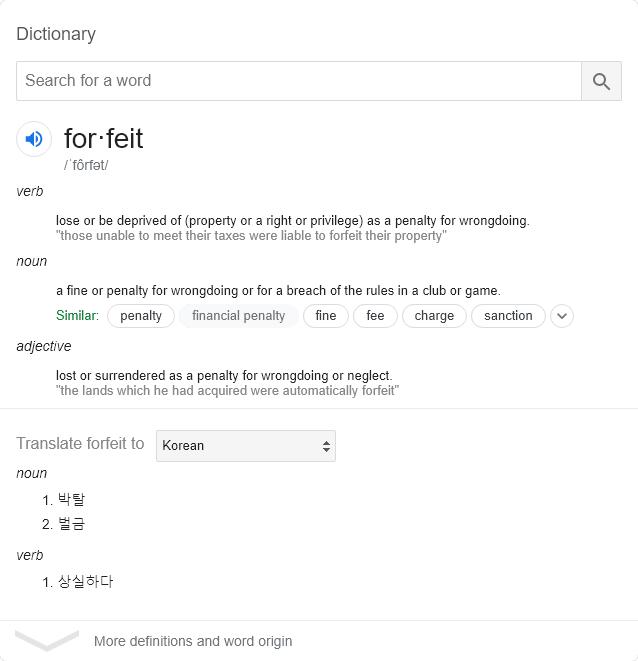 Dictionary
Search for a word
for·feit
/ˈfôrfət/
verb
lose or be deprived of (property or a right or privilege) as a penalty for wrongdoing.
"those unable to meet their taxes were liable to forfeit their property"
noun
a fine or penalty for wrongdoing or for a breach of the rules in a club or game.
Similar: penalty financial penalty fine fee charge sanction
adjective
lost or surrendered as a penalty for wrongdoing or neglect.
"the lands which he had acquired were automatically forfeit"
Translate forfeit to Korean
noun
1. 박탈
2. 벌금
verb
1. 상실하다
More definitions and word origin